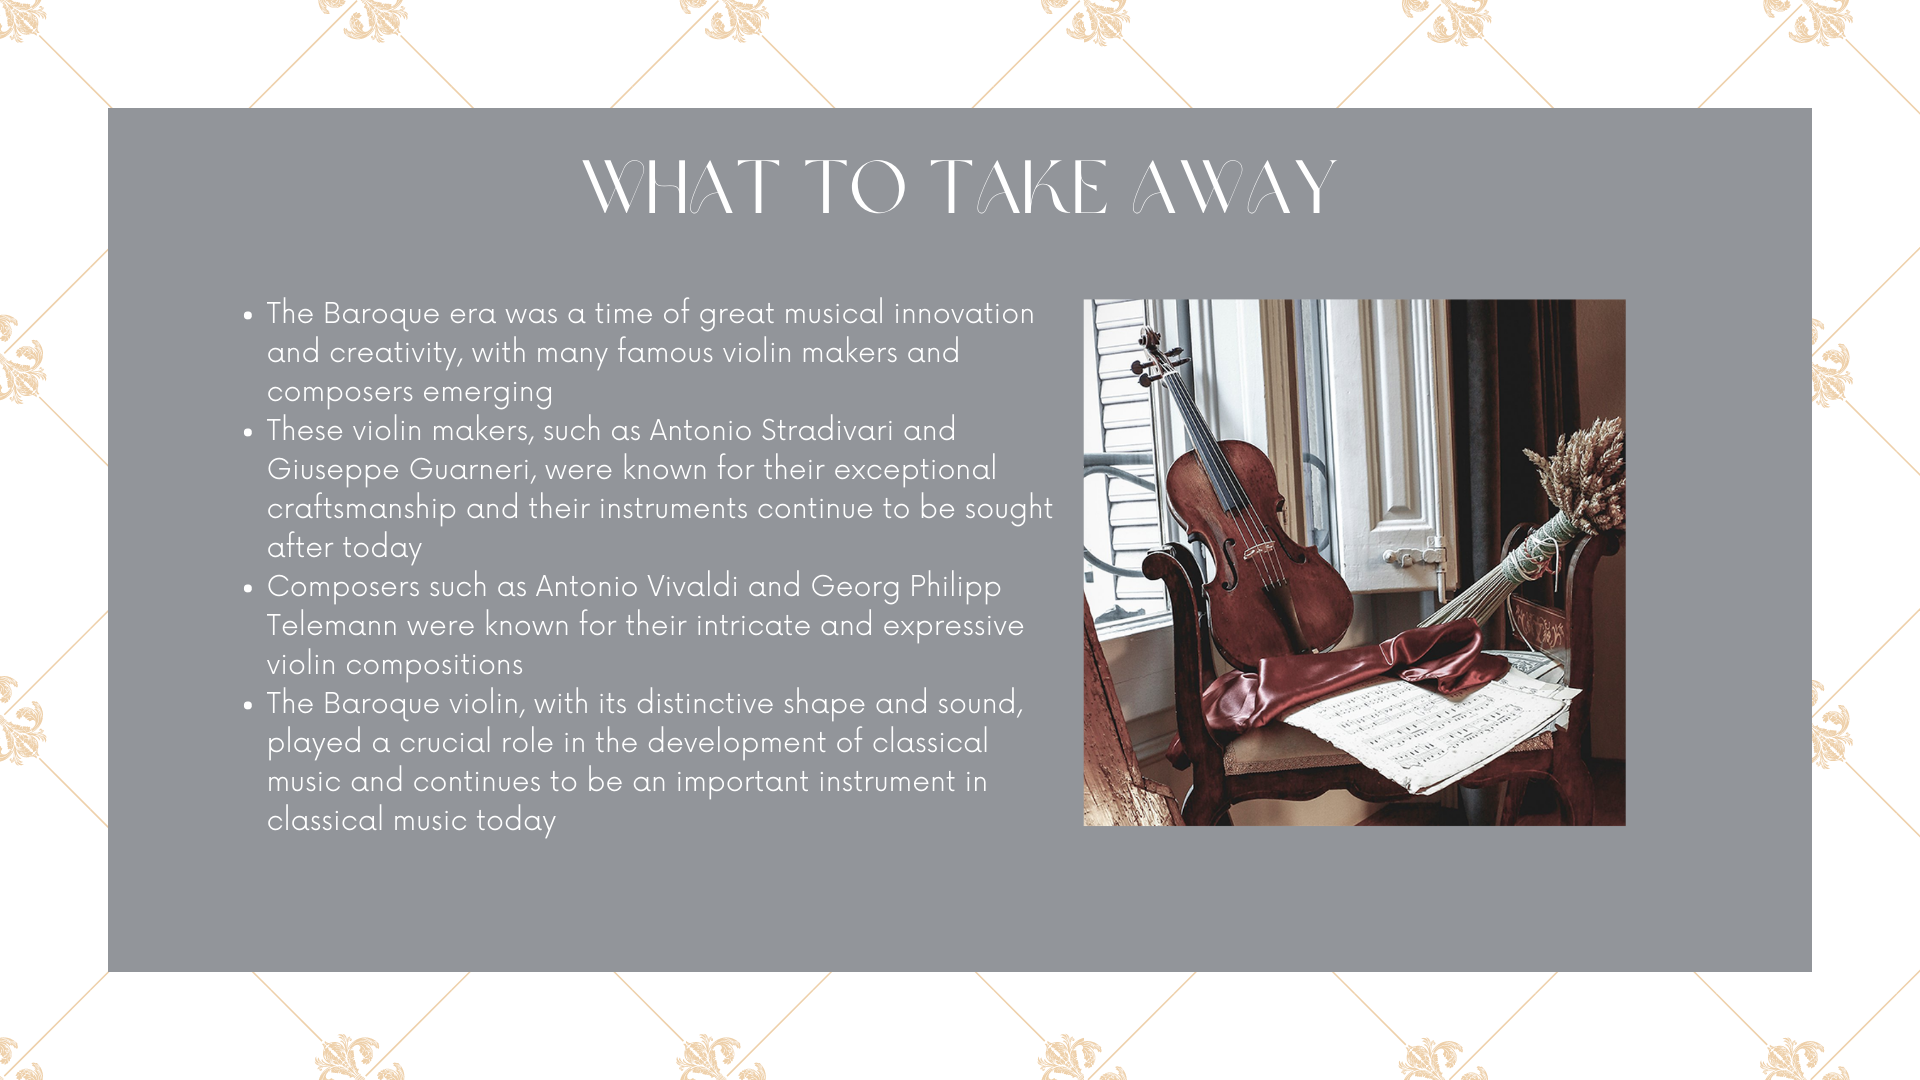 WHAT TO TAKE AWAY
• The Baroque era was a time of great musical innovation
and creativity, with many famous violin makers and
composers emerging
• These violin makers, such as Antonio Stradivari and
Giuseppe Guarneri, were known for their exceptional
craftsmanship and their instruments continue to be sought
after today
• Composers such as Antonio Vivaldi and Georg Philipp
Telemann were known for their intricate and expressive
violin compositions
• The Baroque violin, with its distinctive shape and sound,
played a crucial role in the development of classical
music and continues to be an important instrument in
classical music today